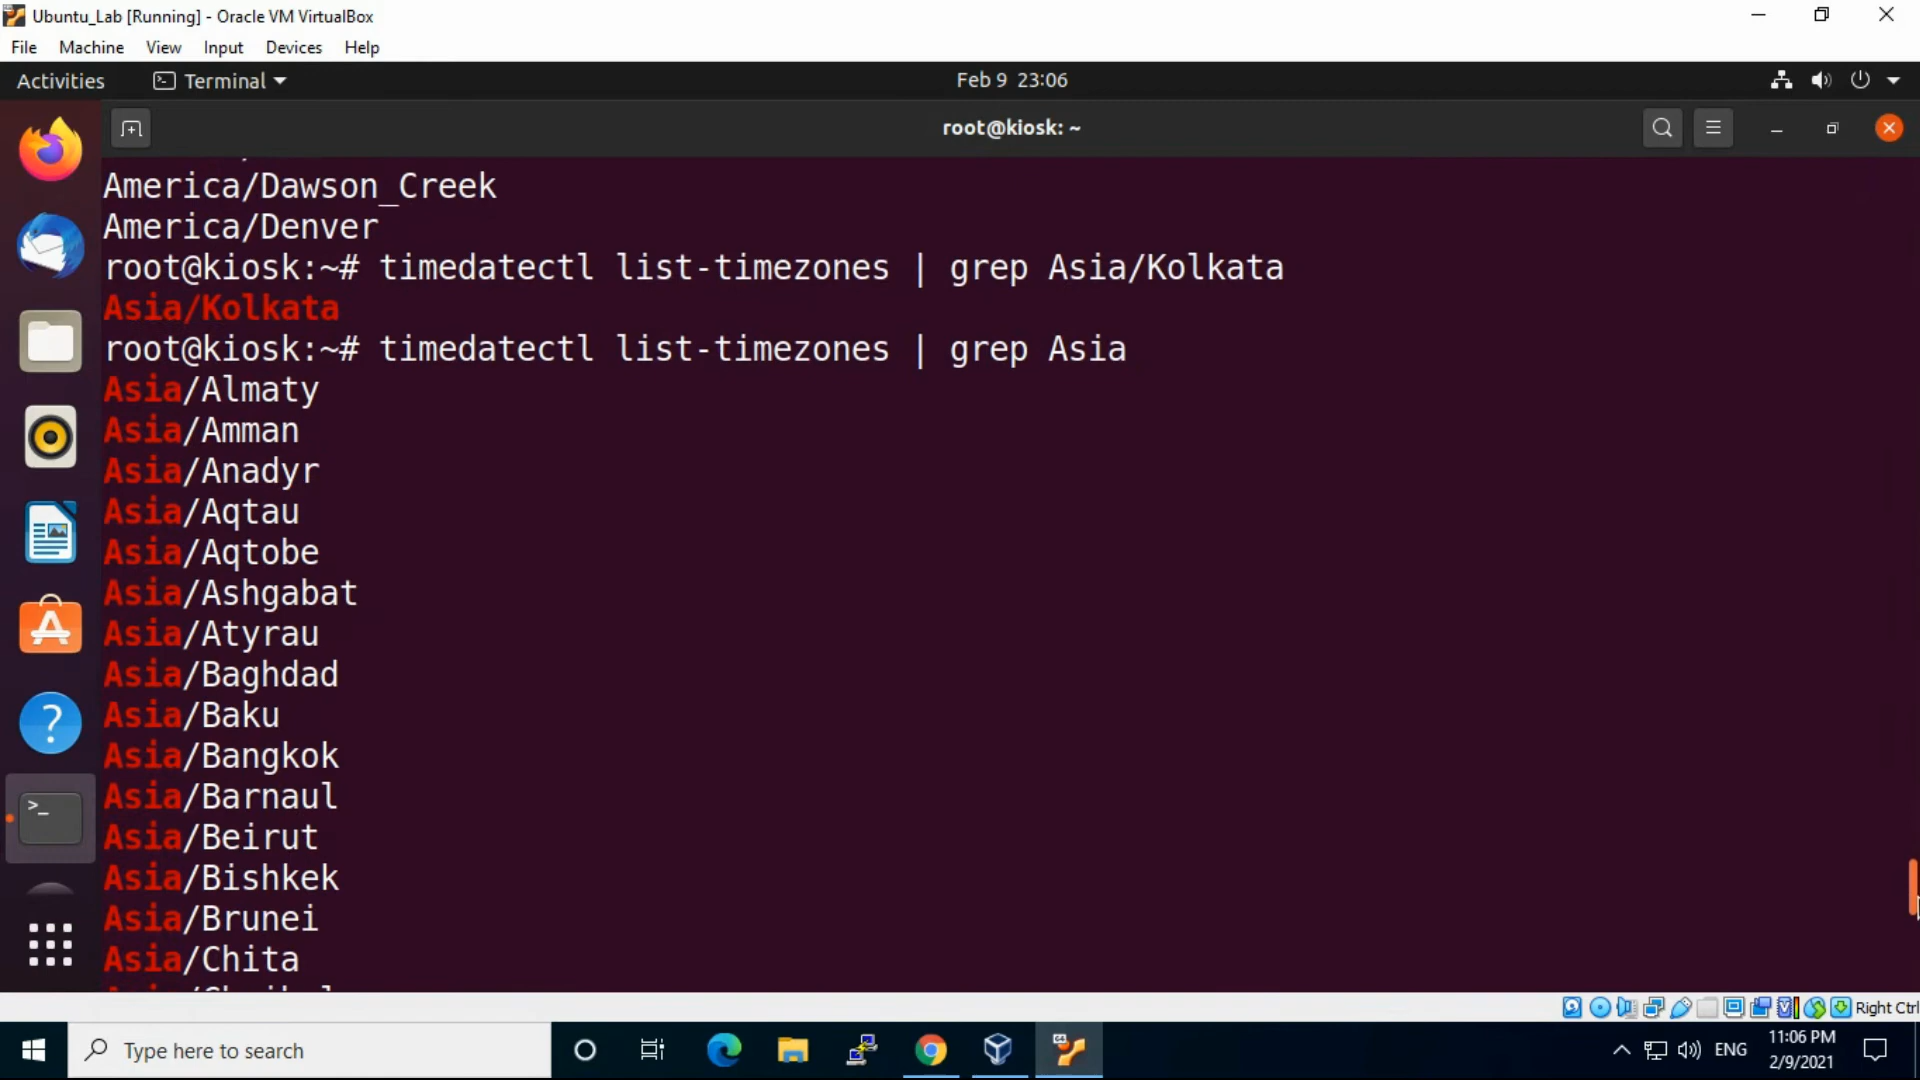 Ubuntu_Lab [Running] - Oracle VM VirtualBox
File Machine View Input Devices Help
Activities Terminal Feb 9 23:06
root@kiosk: ~
America/Dawson_Creek
America/Denver
root@kiosk:~# timedatectl list-timezones | grep Asia/Kolkata
Asia/Kolkata
root@kiosk:~# timedatectl list-timezones | grep Asia
Asia/Almaty
Asia/Amman
Asia/Anadyr
Asia/Aqtau
Asia/Aqtobe
Asia/Ashgabat
Asia/Atyrau
Asia/Baghdad
Asia/Baku
Asia/Bangkok
Asia/Barnaul
Asia/Beirut
Asia/Bishkek
Asia/Brunei
Asia/Chita
Right Ctrl
Type here to search
ENG
11:06 PM
2/9/2021